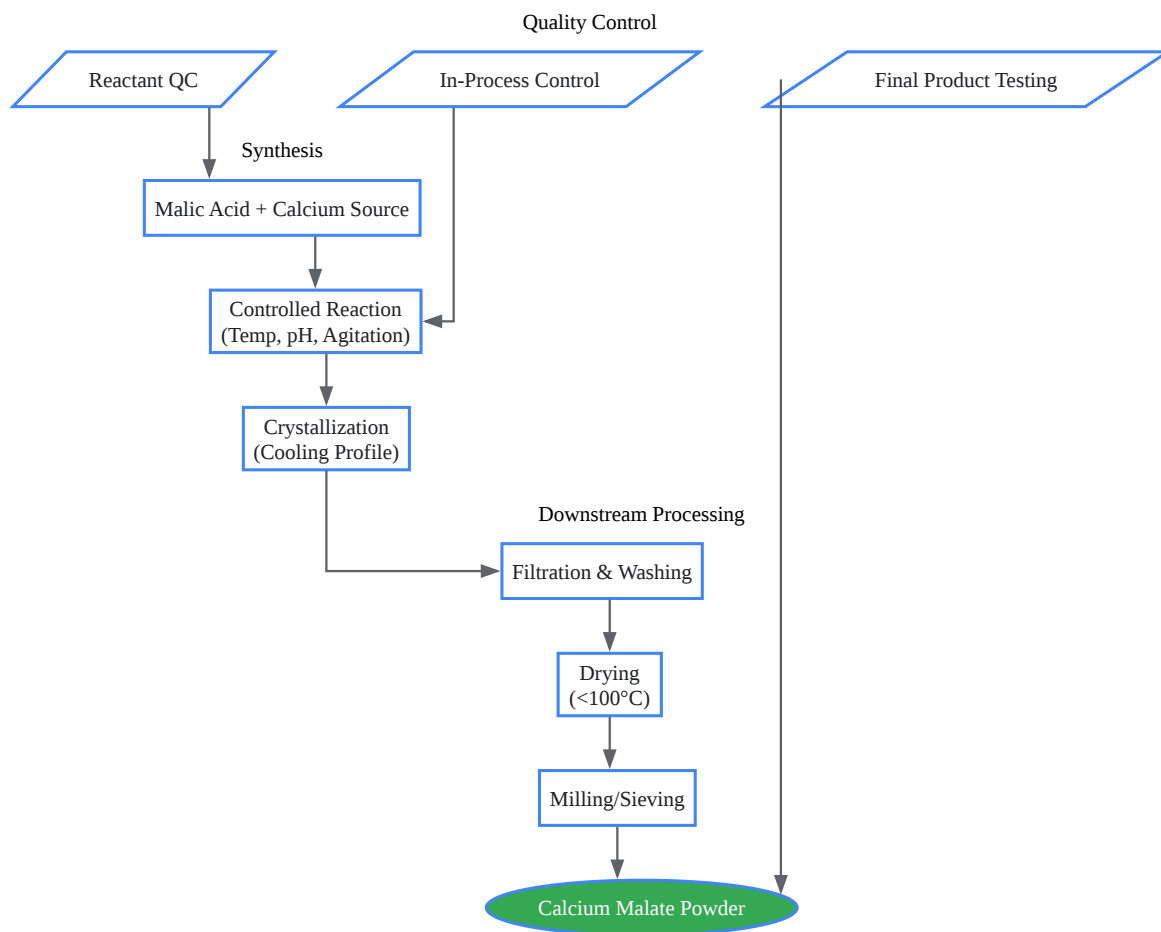 Quality Control
Reactant QC
In-Process Control
Final Product Testing
Synthesis
Malic Acid + Calcium Source
Controlled Reaction
(Temp, pH, Agitation)
Crystallization
(Cooling Profile)
Downstream Processing
Filtration & Washing
Drying
(<100°C)
Milling/Sieving
Calcium Malate Powder